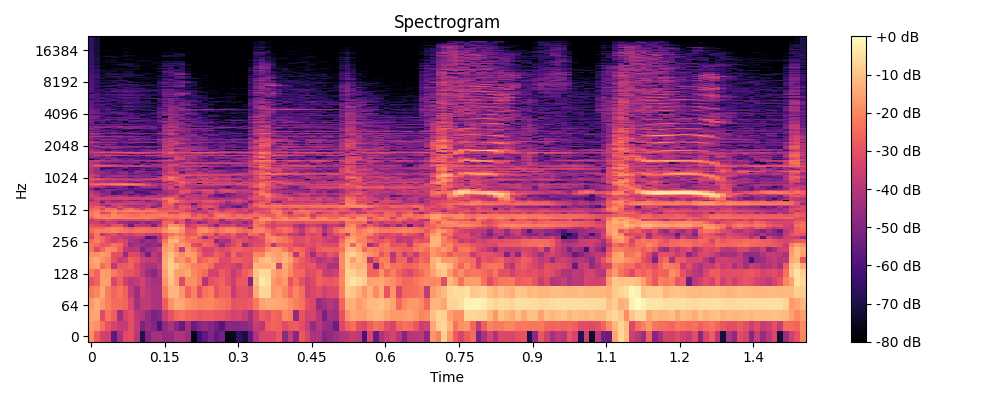 Spectrogram
Hz
16384
8192
4096
2048
1024
512
256
128
64
0
0 0.15 0.3 0.45 0.6 0.75 0.9 1.1 1.2 1.4
Time
+0 dB
-10 dB
-20 dB
-30 dB
-40 dB
-50 dB
-60 dB
-70 dB
-80 dB